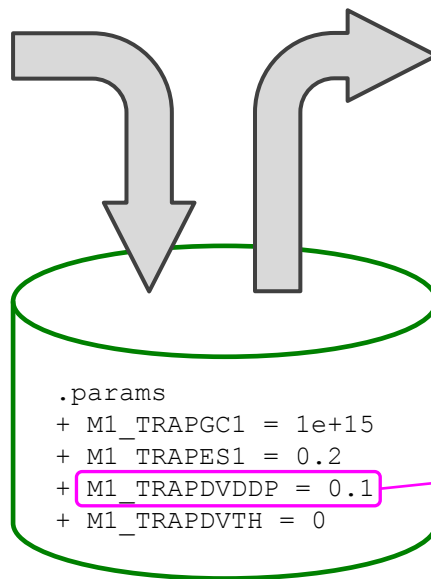 .params
+ M1_TRAPGC1 = 1e+15
+ M1_TRAPES1 = 0.2
+ M1_TRAPDVDDP = 0.1
+ M1_TRAPDVTH = 0